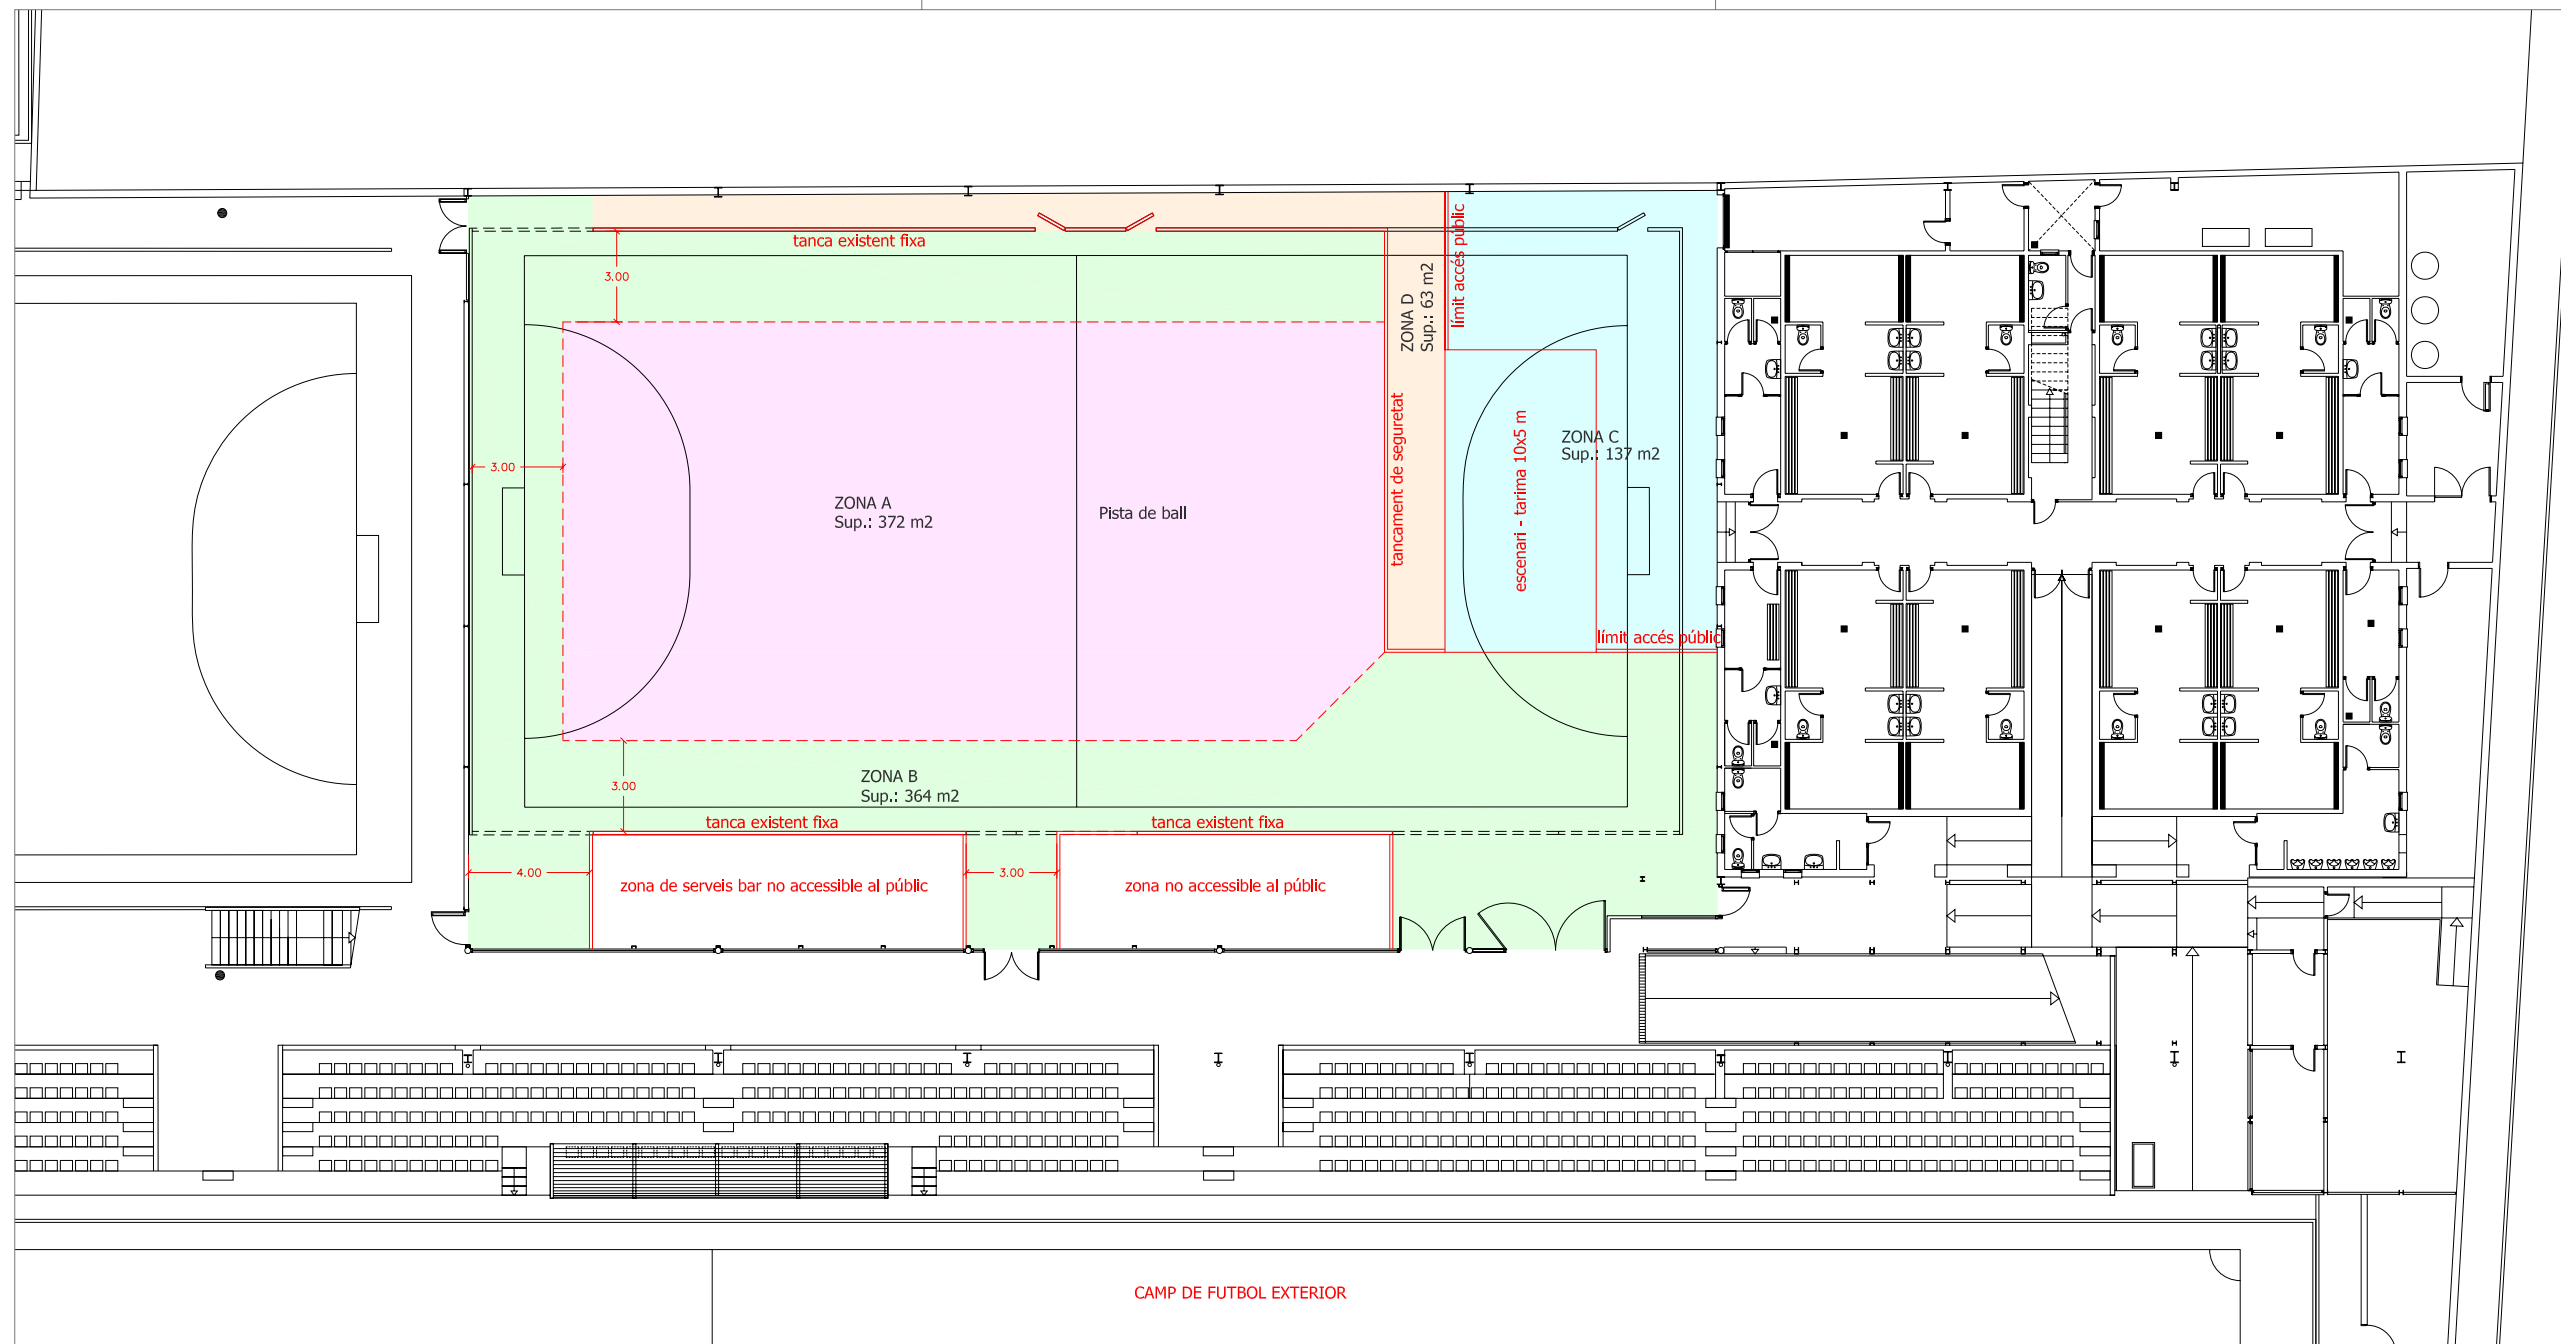 tanca existent fixa
3.00
ZONA D
Sup.: 63 m2
límit accés públic
3.00
tancament de seguretat
escenari - tarima 10x5 m
ZONA C
Sup.: 137 m2
ZONA A
Sup.: 372 m2
Pista de ball
límit accés públic
3.00
ZONA B
Sup.: 364 m2
tanca existent fixa
tanca existent fixa
4.00
zona de serveis bar no accessible al públic
3.00
zona no accessible al públic
CAMP DE FUTBOL EXTERIOR